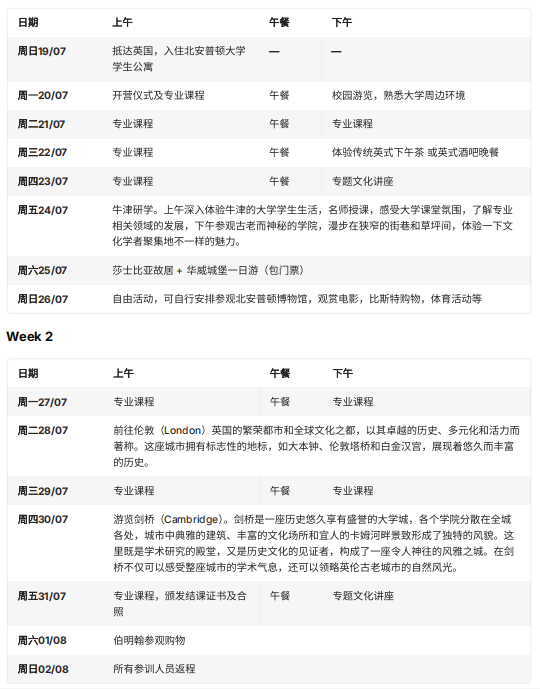 日期 上午 午餐 下午
周日19/07 抵达英国，入住北安普顿大学 — —
学生公寓
周一20/07 开营仪式及专业课程 午餐 校园游览，熟悉大学周边环境
周二21/07 专业课程 午餐 专业课程
周三22/07 专业课程 午餐 体验传统英式下午茶 或英式酒吧晚餐
周四23/07 专业课程 午餐 专题文化讲座
周五24/07 牛津研学。上午深入体验牛津的大学学生生活，名师授课，感受大学课堂氛围，了解专业
相关领域的发展，下午参观古老而神秘的学院，漫步在狭窄的街巷和草坪间，体验一下文
化学者聚集地不一样的魅力。
周六25/07 莎士比亚故居 + 华威城堡一日游（包门票）
周日26/07 自由活动，可自行安排参观北安普顿博物馆，观赏电影，比斯特购物，体育活动等
Week 2
日期 上午 午餐 下午
周一27/07 专业课程 午餐 专业课程
周二28/07 前往伦敦（London）英国的繁荣都市和全球文化之都，以其卓越的历史、多元化和活力而
著称。这座城市拥有标志性的地标，如大本钟、伦敦塔桥和白金汉宫，展现着悠久而丰富
的历史。
周三29/07 专业课程 午餐 专业课程
周四30/07 游览剑桥（Cambridge）。剑桥是一座历史悠久享有盛誉的大学城，各个学院分散在全城
各处，城市中典雅的建筑、丰富的文化场所和宜人的卡姆河畔景致形成了独特的风貌。这
里既是学术研究的殿堂，又是历史文化的见证者，构成了一座令人神往的风雅之城。在剑
桥不仅可以感受整座城市的学术气息，还可以领略英伦古老城市的自然风光。
周五31/07 专业课程，颁发结课证书及合 午餐 专题文化讲座
照
周六01/08 伯明翰参观购物
周日02/08 所有参训人员返程